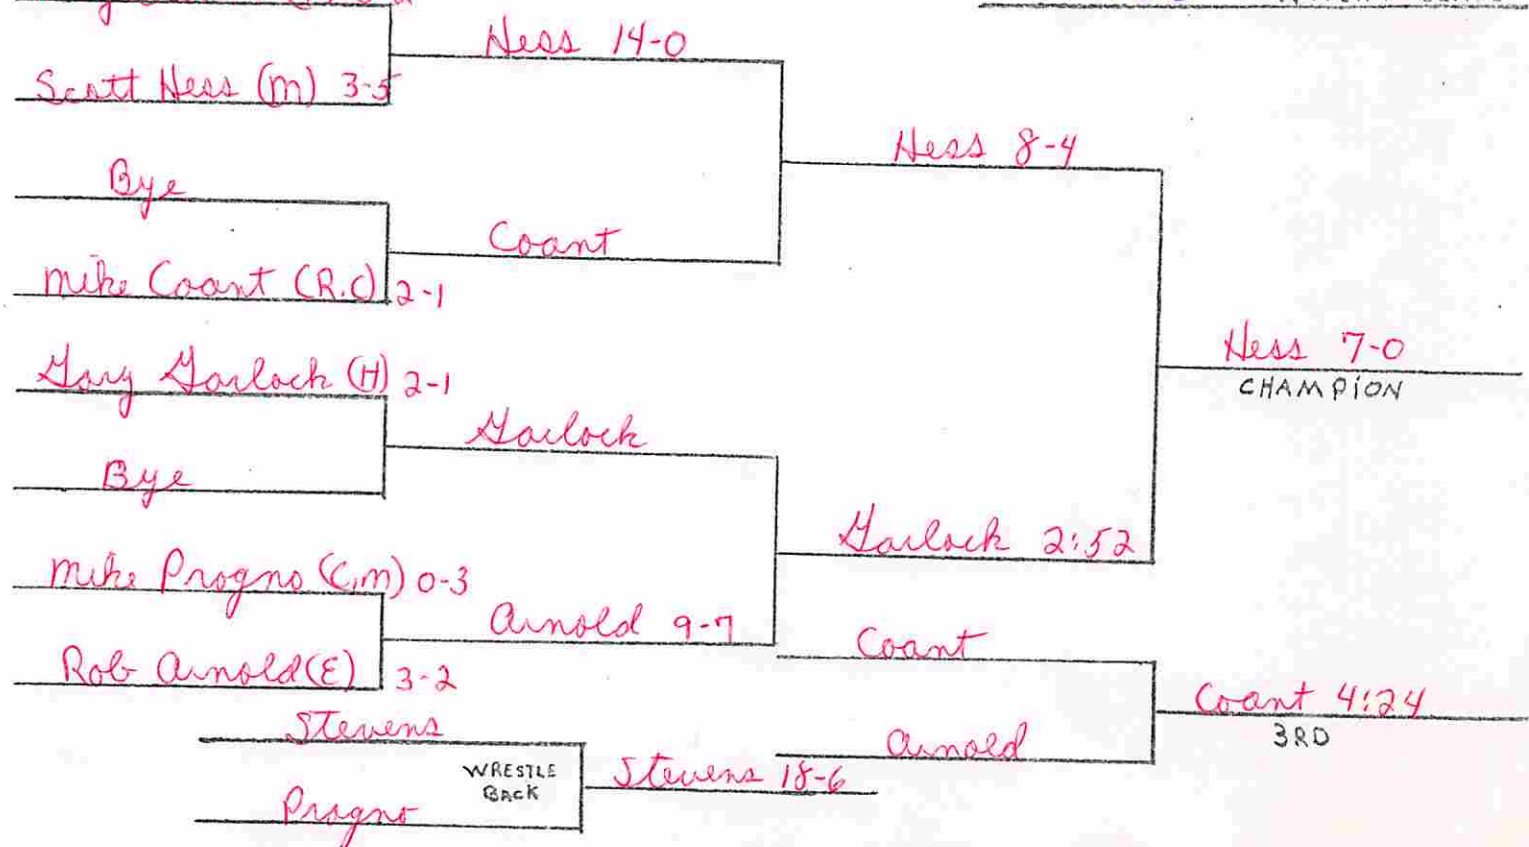 Hess 14-0
Scott Hess (M) 3-5
Hess 8-4
Bye
Coant
Mike Coant (R.C) 2-1
Hess 7-0
CHAMPION
Gary Garlock (H) 2-1
Garlock
Bye
Garlock 2:52
Mike Progno (C.M) 0-3
Arnold 9-7
Rob Arnold (E) 3-2
Coant
Coant 4:24
3RD
Arnold
Stevens
WRESTLE
BACK
Stevens 18-6
Progno